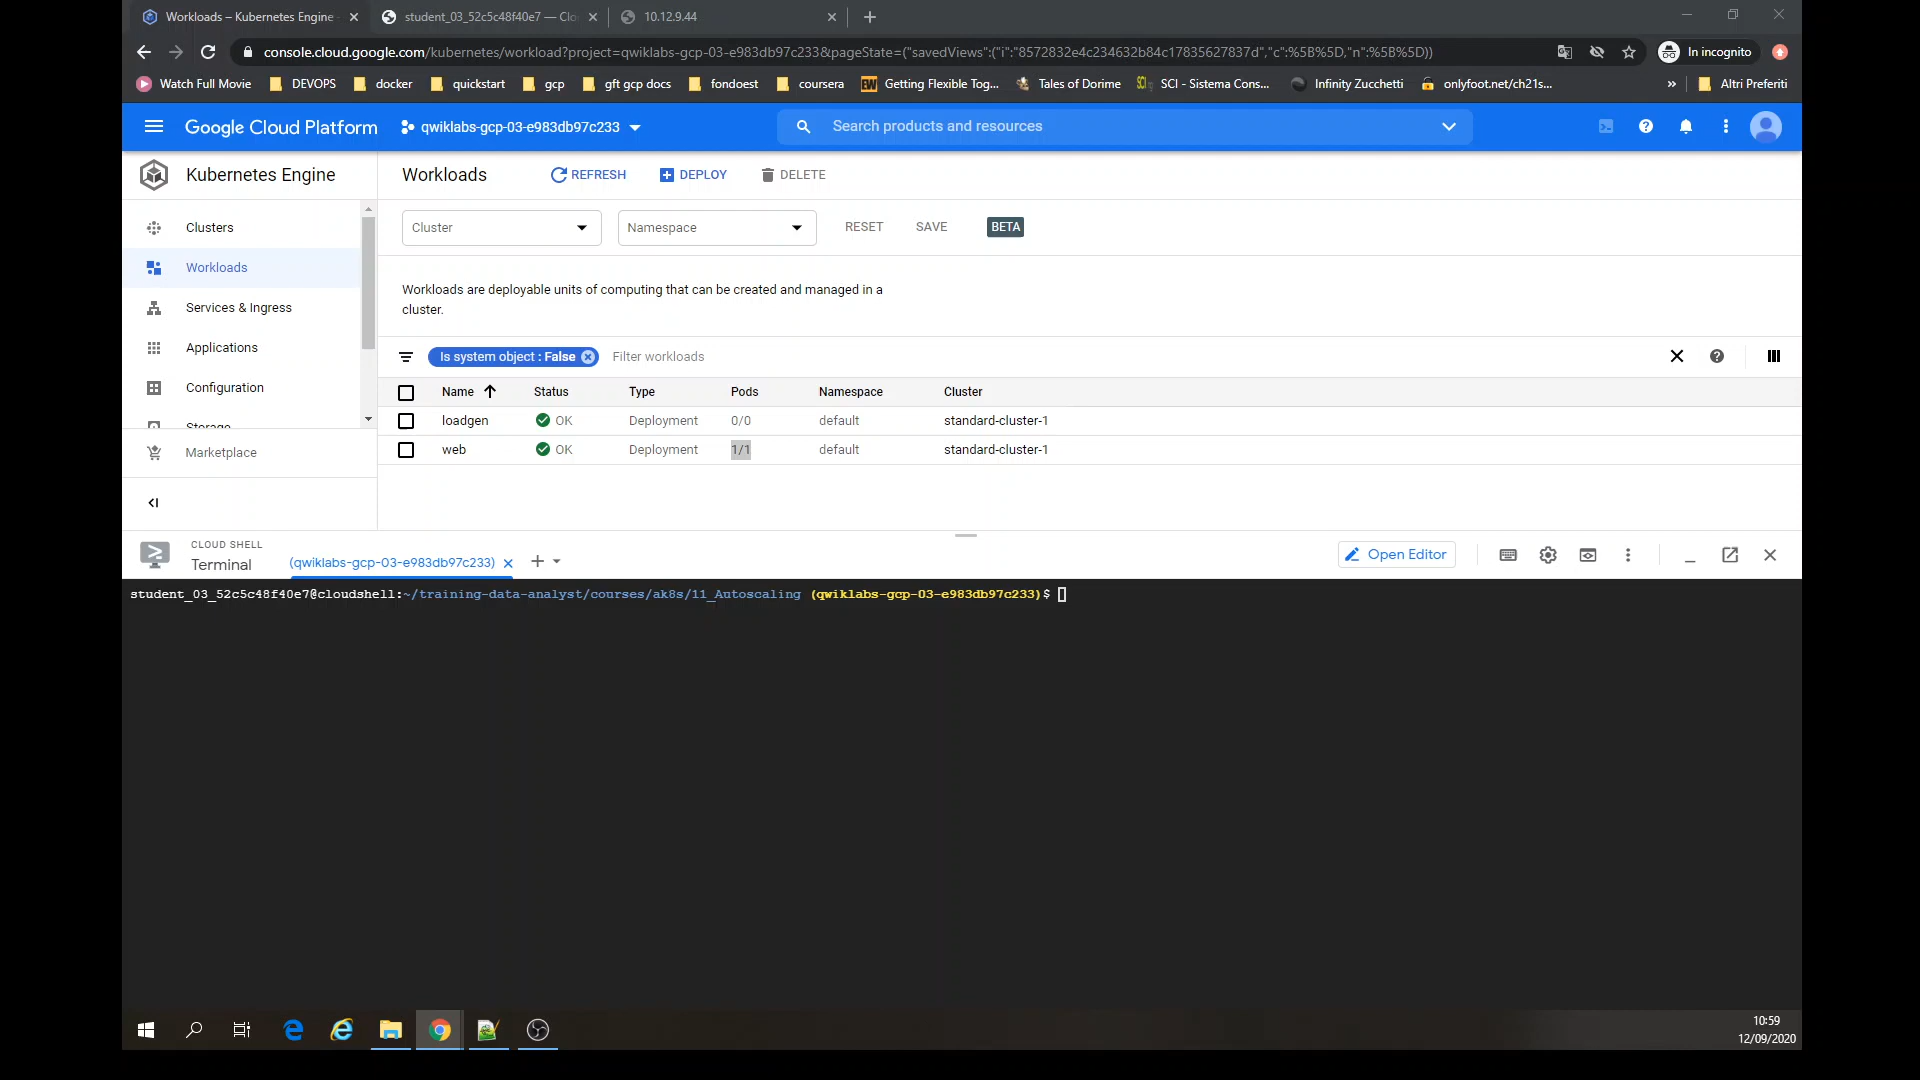 Workloads – Kubernetes Engine
student_03_52c5c48f40e7 — Clo
10.12.9.44
console.cloud.google.com/kubernetes/workload?project=qwiklabs-gcp-03-e983db97c233&pageState=("savedViews":("i":"8572832e4c234632b84c17835627837d","c":%5B%5D,"n":%5B%5D))
In incognito
Watch Full Movie
DEVOPS
docker
quickstart
gcp
gft gcp docs
fondoest
coursera
Getting Flexible Tog...
Tales of Dorime
SCI - Sistema Cons...
Infinity Zucchetti
onlyfoot.net/ch21s...
»
Altri Preferiti
Google Cloud Platform
qwiklabs-gcp-03-e983db97c233
Search products and resources
Kubernetes Engine
Workloads
REFRESH
DEPLOY
DELETE
Clusters
Workloads
Services & Ingress
Applications
Configuration
Storage
Marketplace
Cluster
Namespace
RESET
SAVE
BETA
Workloads are deployable units of computing that can be created and managed in a
cluster.
Is system object : False
Filter workloads
Name Status Type Pods Namespace Cluster
loadgen OK Deployment 0/0 default standard-cluster-1
web OK Deployment 1/1 default standard-cluster-1
CLOUD SHELL
Terminal
(qwiklabs-gcp-03-e983db97c233)
Open Editor
student_03_52c5c48f40e7@cloudshell:~/training-data-analyst/courses/ak8s/11_Autoscaling (qwiklabs-gcp-03-e983db97c233)$
10:59
12/09/2020